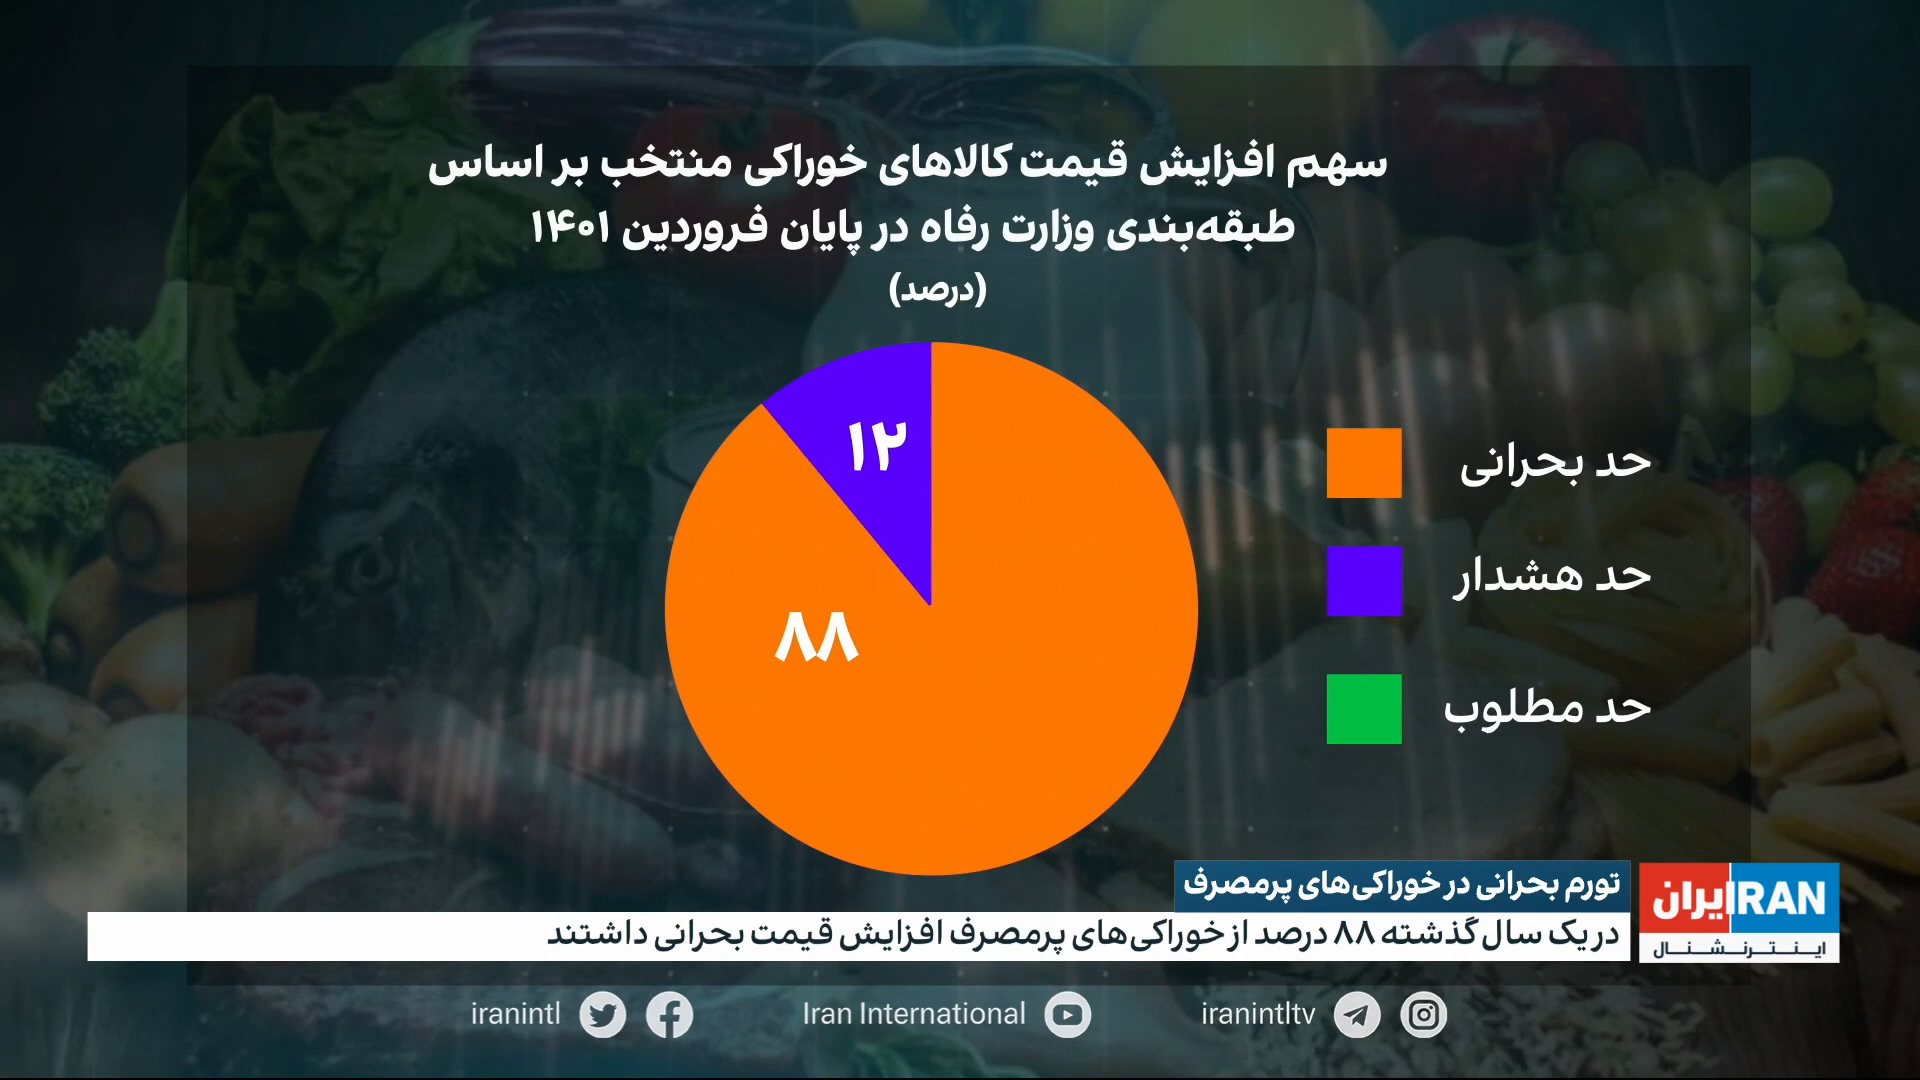 سهم افزایش قیمت کالاهای خوراکی منتخب بر اساس
طبقه‌بندی وزارت رفاه در پایان فروردین ۱۴۰۱
(درصد)
۱۲
۸۸
حد بحرانی
حد هشدار
حد مطلوب
تورم بحرانی در خوراکی‌های پرمصرف
در یک سال گذشته ۸۸ درصد از خوراکی‌های پرمصرف افزایش قیمت بحرانی داشتند
ایران IRAN
اینترنشنال
iranintl
Iran International
iranintltv